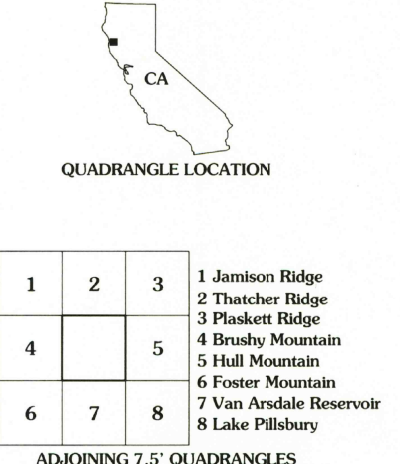 CA
QUADRANGLE LOCATION
1 2 3
4 5
6 7 8
1 Jamison Ridge
2 Thatcher Ridge
3 Plaskett Ridge
4 Brushy Mountain
5 Hull Mountain
6 Foster Mountain
7 Van Arsdale Reservoir
8 Lake Pillsbury
ADJOINING 7.5' QUADRANGLES